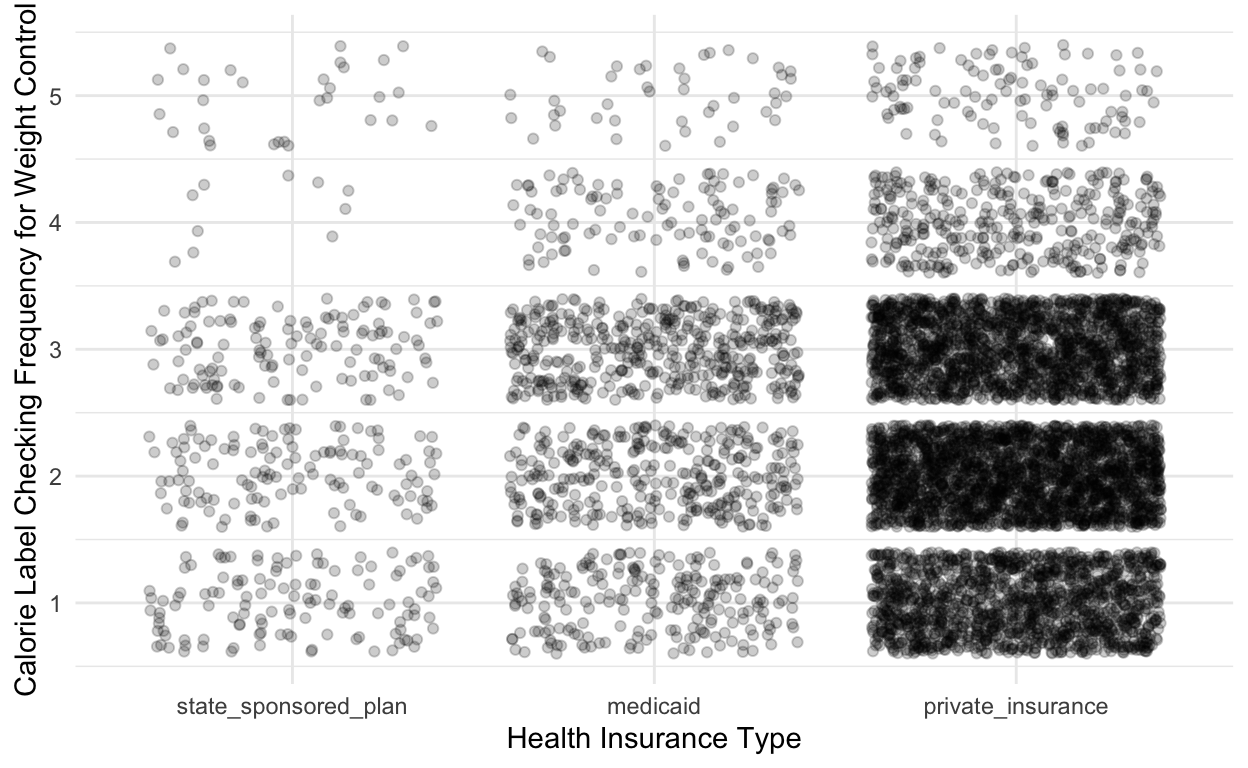 Calorie Label Checking Frequency for Weight Control
5
4
3
2
1
state_sponsored_plan
medicaid
private_insurance
Health Insurance Type